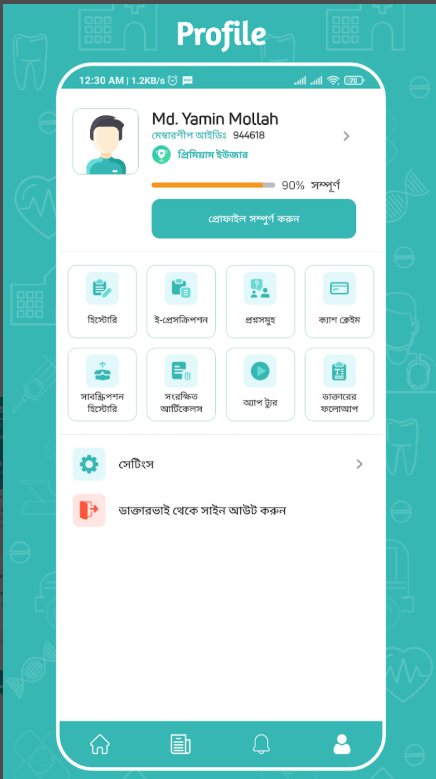 Profile
12:30 AM | 1.2KB/s
70
Md. Yamin Mollah
মেম্বারশীপ আইডিঃ 944618
প্রিমিয়াম ইউজার
90% সম্পূর্ণ
প্রোফাইল সম্পূর্ণ করুন
হিস্টোরি
ই-প্রেসক্রিপশন
প্রশ্নসমুহ
ক্যাশ ক্লেইম
সাবস্ক্রিপশন
হিস্টোরি
সংরক্ষিত
আর্টিকেলস
অ্যাপ ট্যুর
ডাক্তারের
ফলোআপ
সেটিংস
ডাক্তারভাই থেকে সাইন আউট করুন